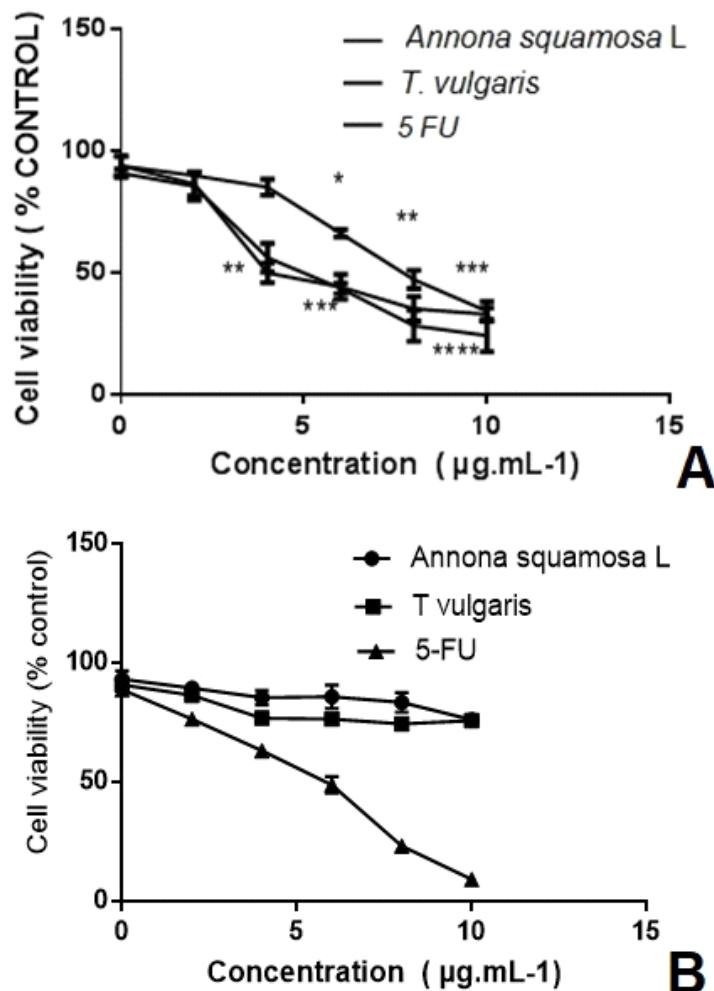 Cell viability ( % CONTROL)
150
100
50
0
Annona squamosa L
T. vulgaris
5 FU
*
**
***
**
***
****
0 5 10 15
Concentration ( µg.mL-1)
A
Cell viability (% control)
150
100
50
0
Annona squamosa L
T vulgaris
5-FU
0 5 10 15
Concentration ( µg.mL-1)
B